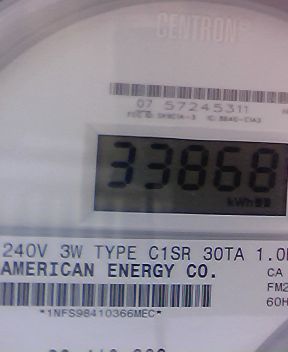 CENTRON®
07 57245311
33868
kWh
240V 3W TYPE C1SR 30TA 1.0
AMERICAN ENERGY CO.
CA
FM2
60H
*1NFS98410366MEC*